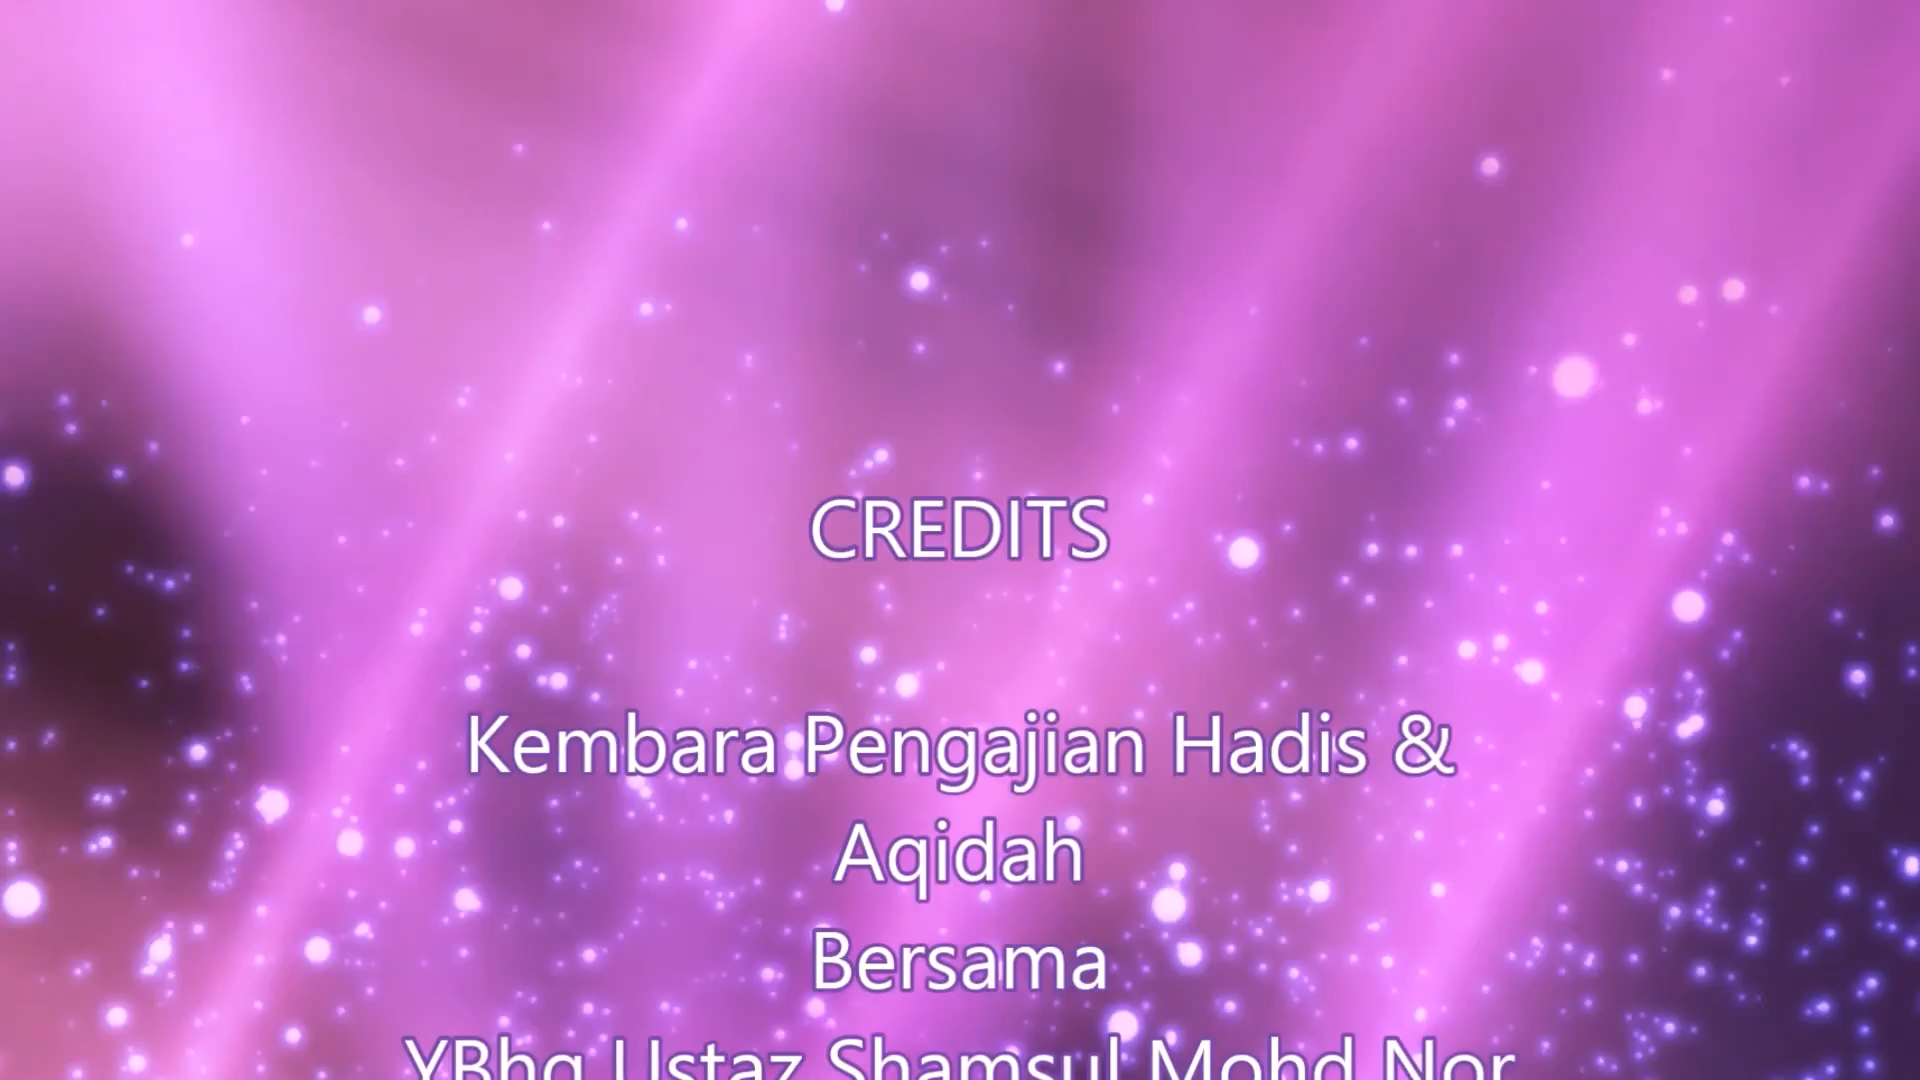 CREDITS
Kembara Pengajian Hadis &
Aqidah
Bersama
YBhg Ustaz Shamsul Mohd Nor